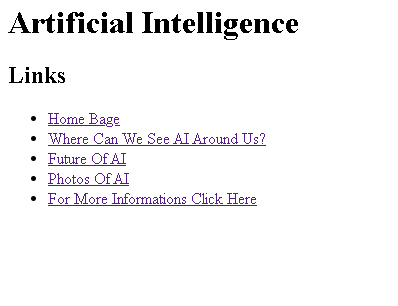 Artificial Intelligence
Links
Home Bage
Where Can We See AI Around Us?
Future Of AI
Photos Of AI
For More Informations Click Here